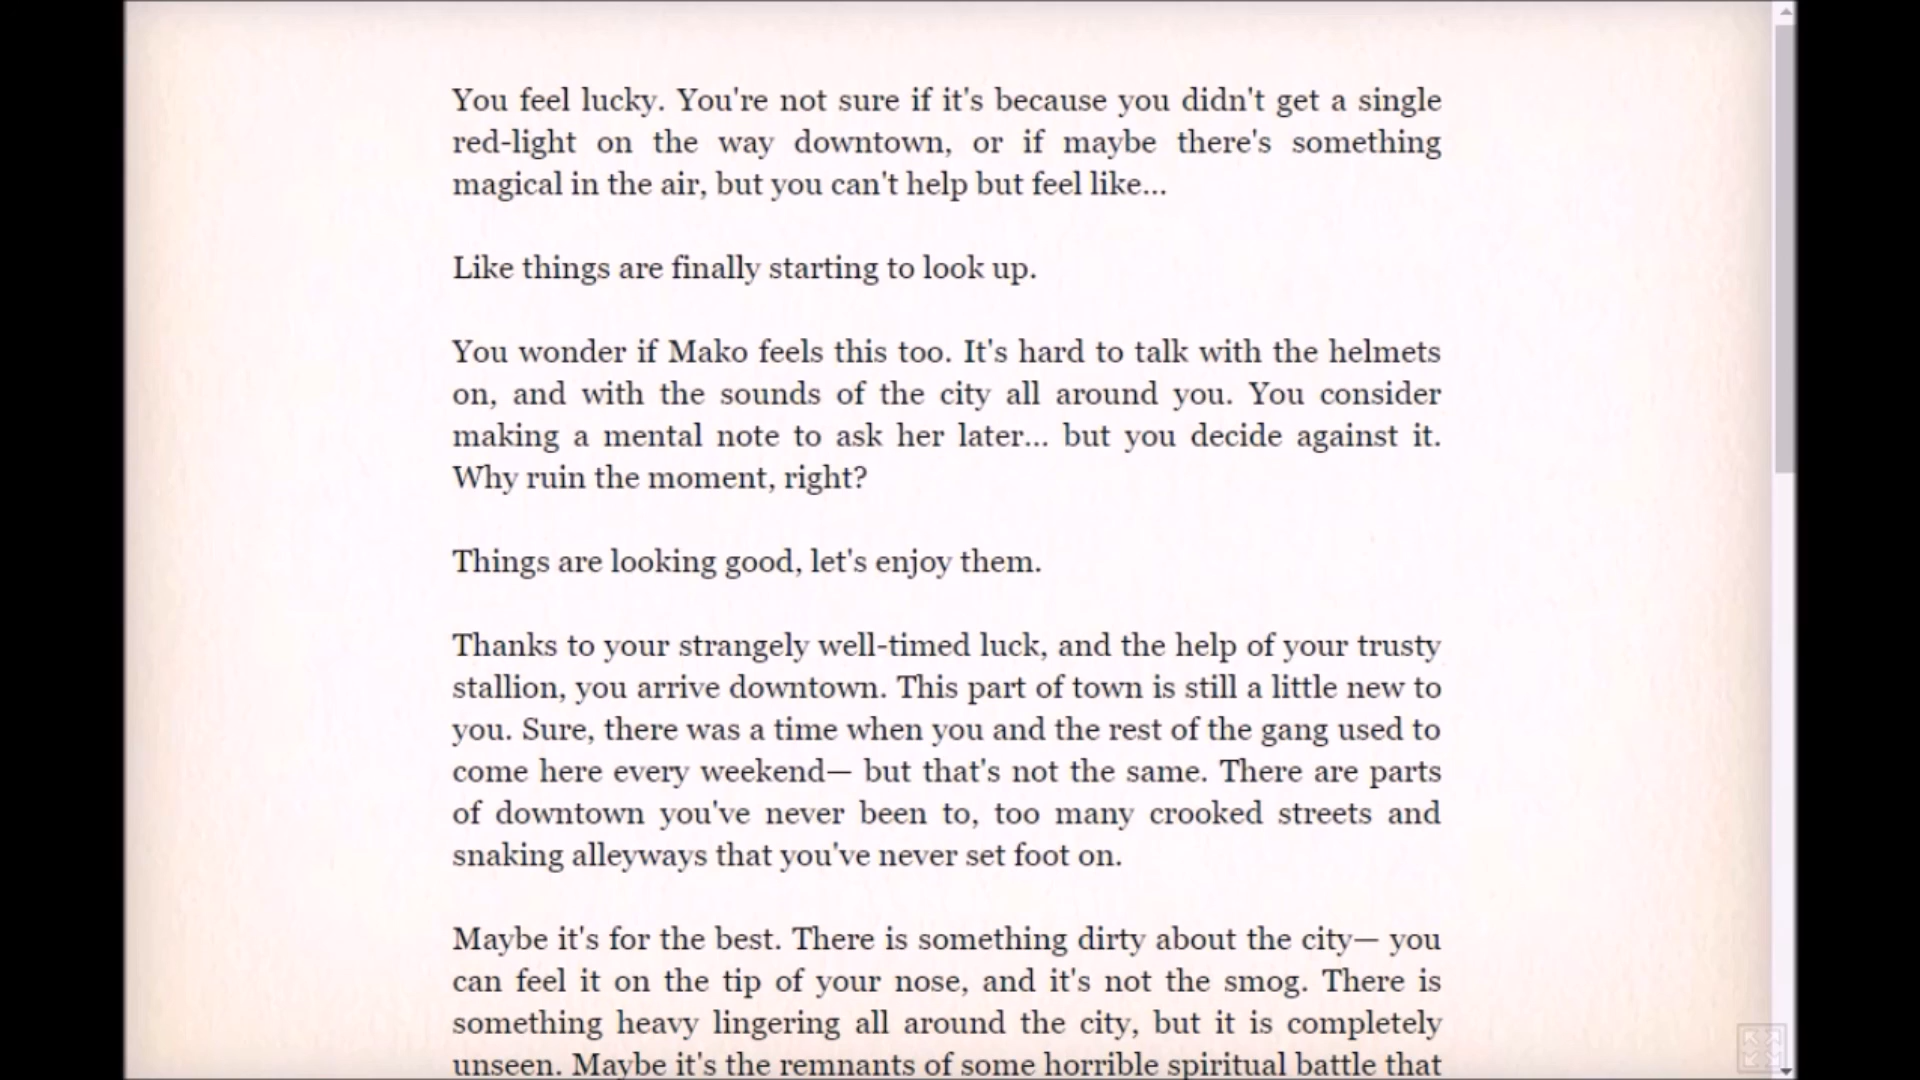 You feel lucky. You're not sure if it's because you didn't get a single
red-light on the way downtown, or if maybe there's something
magical in the air, but you can't help but feel like...
Like things are finally starting to look up.
You wonder if Mako feels this too. It's hard to talk with the helmets
on, and with the sounds of the city all around you. You consider
making a mental note to ask her later... but you decide against it.
Why ruin the moment, right?
Things are looking good, let's enjoy them.
Thanks to your strangely well-timed luck, and the help of your trusty
stallion, you arrive downtown. This part of town is still a little new to
you. Sure, there was a time when you and the rest of the gang used to
come here every weekend— but that's not the same. There are parts
of downtown you've never been to, too many crooked streets and
snaking alleyways that you've never set foot on.
Maybe it's for the best. There is something dirty about the city— you
can feel it on the tip of your nose, and it's not the smog. There is
something heavy lingering all around the city, but it is completely
unseen. Maybe it's the remnants of some horrible spiritual battle that